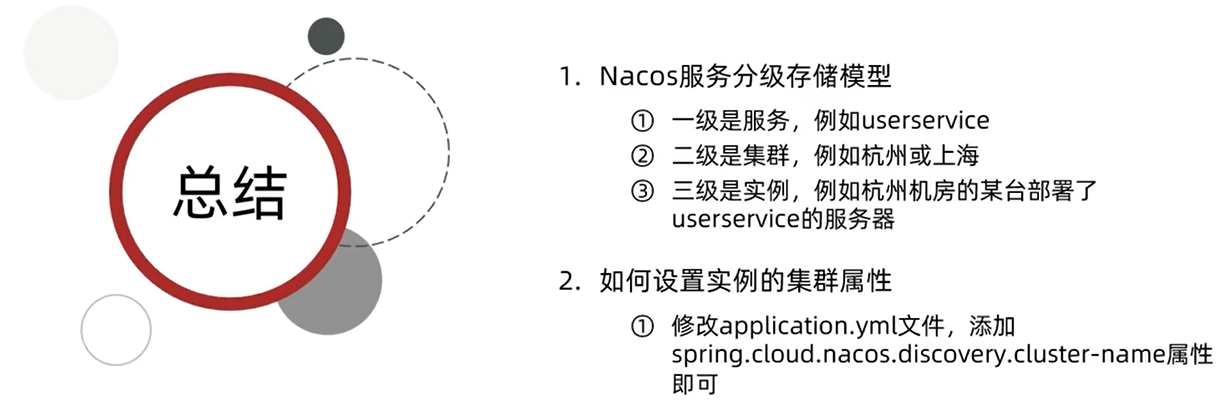 总结
1. Nacos服务分级存储模型
① 一级是服务，例如userservice
② 二级是集群，例如杭州或上海
③ 三级是实例，例如杭州机房的某台部署了
userservice的服务器
2. 如何设置实例的集群属性
① 修改application.yml文件，添加
spring.cloud.nacos.discovery.cluster-name属性
即可